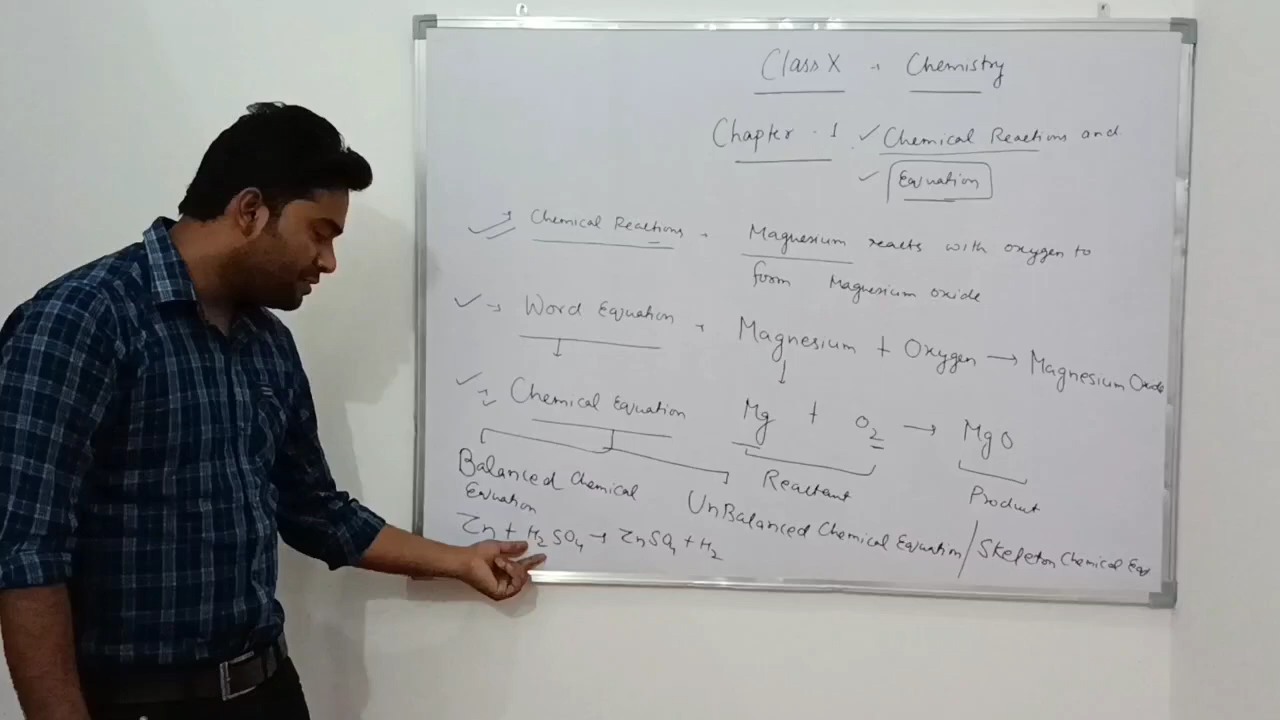 Class X - Chemistry
Chapter - 1 ✓ Chemical Reactions and
✓ Equation
✓ → Chemical Reactions - Magnesium reacts with oxygen to
form Magnesium oxide
✓ → Word Equation - Magnesium + Oxygen → Magnesium Oxide
✓ → Chemical Equation Mg + O₂ → MgO
Reactant Product
Balanced Chemical
Equation
UnBalanced Chemical Equation / Skeleton Chemical Eqn
Zn + H₂SO₄ → ZnSO₄ + H₂